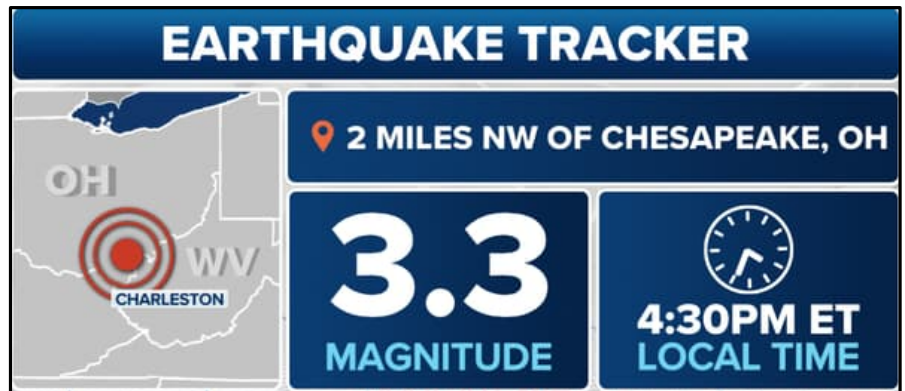 EARTHQUAKE TRACKER
OH
WV
CHARLESTON
2 MILES NW OF CHESAPEAKE, OH
3.3
MAGNITUDE
4:30PM ET
LOCAL TIME